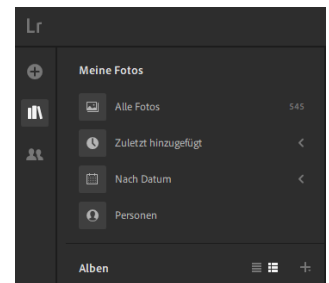 Lr
Meine Fotos
Alle Fotos 545
Zuletzt hinzugefügt
Nach Datum
Personen
Alben